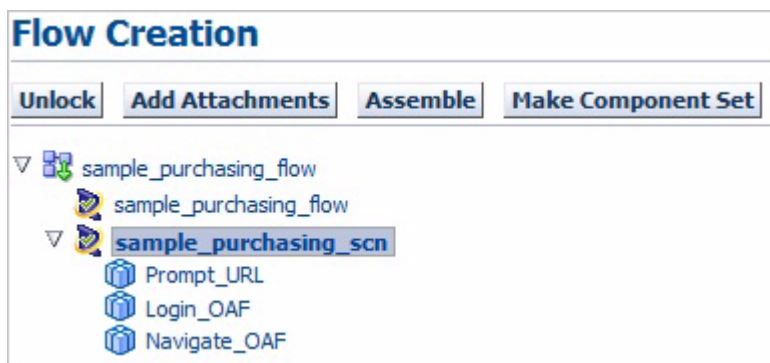 Flow Creation
Unlock Add Attachments Assemble Make Component Set
sample_purchasing_flow
sample_purchasing_flow
sample_purchasing_scn
Prompt_URL
Login_OAF
Navigate_OAF